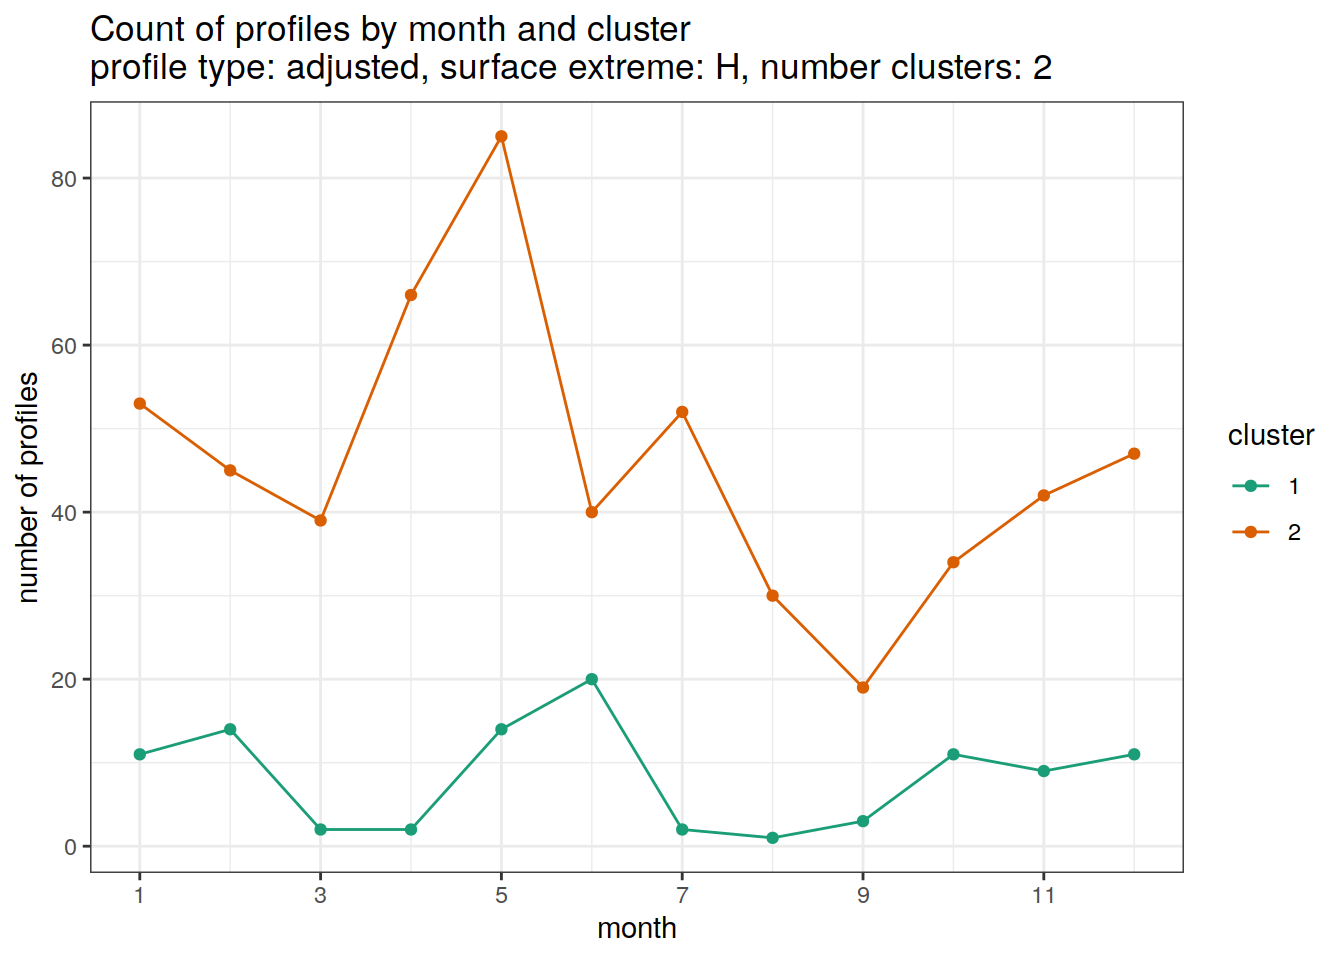 Count of profiles by month and cluster
profile type: adjusted, surface extreme: H, number clusters: 2
number of profiles
80
60
40
20
0
1 3 5 7 9 11
month
cluster
1
2